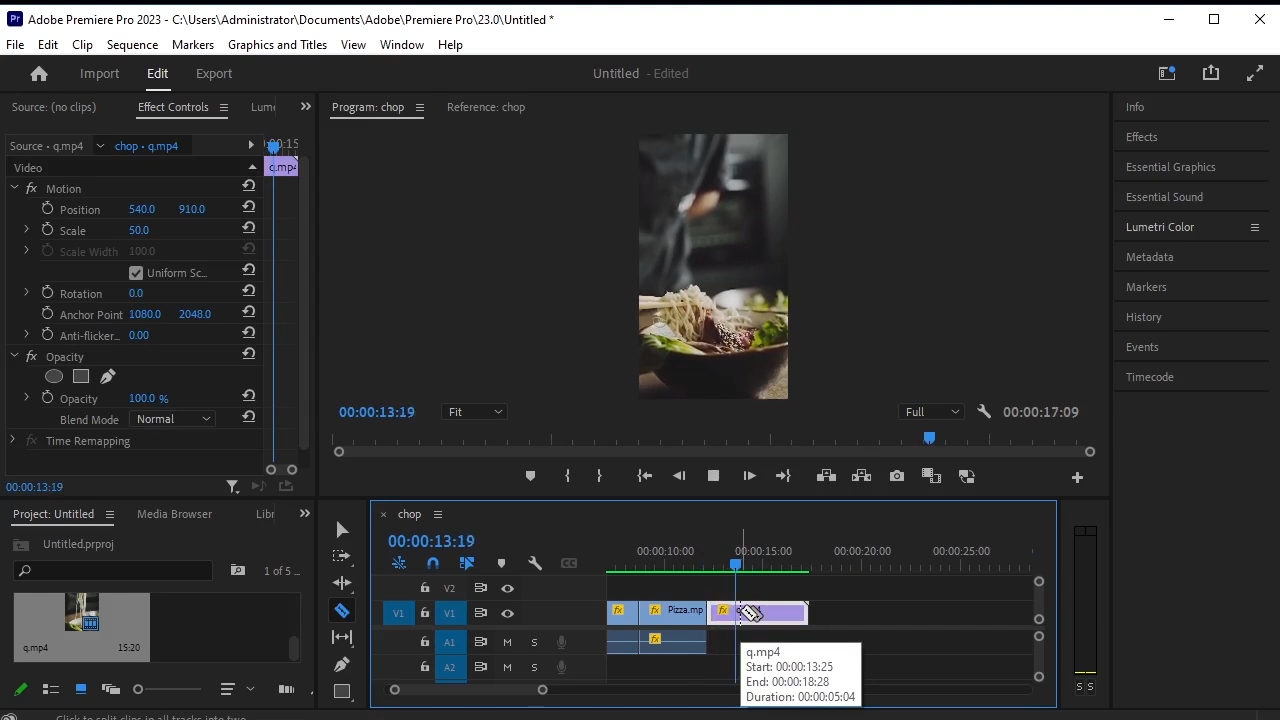 Adobe Premiere Pro 2023 - C:\Users\Administrator\Documents\Adobe\Premiere Pro\23.0\Untitled *
File Edit Clip Sequence Markers Graphics and Titles View Window Help
Import Edit Export
Untitled - Edited
Source: (no clips) Effect Controls
Source • q.mp4 chop • q.mp4
Video
q.mp4
Motion
Position 540.0 910.0
Scale 50.0
Scale Width 100.0
Uniform Sc...
Rotation 0.0
Anchor Point 1080.0 2048.0
Anti-flicker... 0.00
Opacity
Opacity 100.0 %
Blend Mode Normal
Time Remapping
00:00:13:19
Program: chop Reference: chop
00:00:13:19 Fit Full 00:00:17:09
Info
Effects
Essential Graphics
Essential Sound
Lumetri Color
Metadata
Markers
History
Events
Timecode
Project: Untitled Media Browser
Untitled.prproj
1 of 5 ...
q.mp4 15:20
chop
00:00:13:19
00:00:10:00 00:00:15:00 00:00:20:00 00:00:25:00
V2
V1 V1 Pizza.mp
A1 M S
A2 M S
q.mp4
Start: 00:00:13:25
End: 00:00:18:28
Duration: 00:00:05:04
S S
Click to split clips in all tracks into two